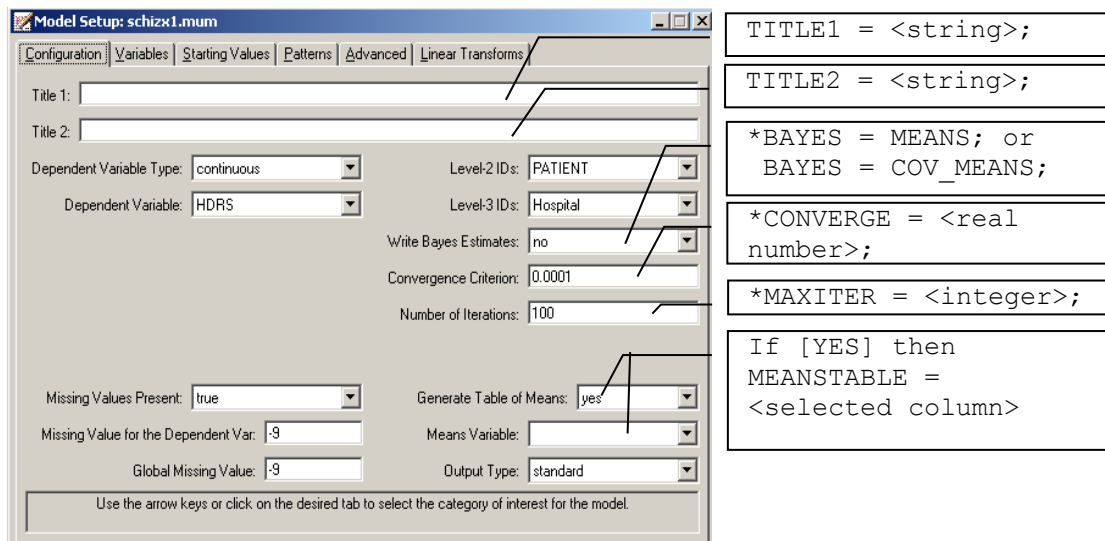 Model Setup: schizx1.mum
Configuration Variables Starting Values Patterns Advanced Linear Transforms
Title 1:
Title 2:
Dependent Variable Type: continuous
Level-2 IDs: PATIENT
Dependent Variable: HDRS
Level-3 IDs: Hospital
Write Bayes Estimates: no
Convergence Criterion: 0.0001
Number of Iterations: 100
Missing Values Present: true
Generate Table of Means: yes
Missing Value for the Dependent Var: -9
Means Variable:
Global Missing Value: -9
Output Type: standard
Use the arrow keys or click on the desired tab to select the category of interest for the model.
TITLE1 = <string>;
TITLE2 = <string>;
*BAYES = MEANS; or
BAYES = COV_MEANS;
*CONVERGE = <real
number>;
*MAXITER = <integer>;
If [YES] then
MEANSTABLE =
<selected column>